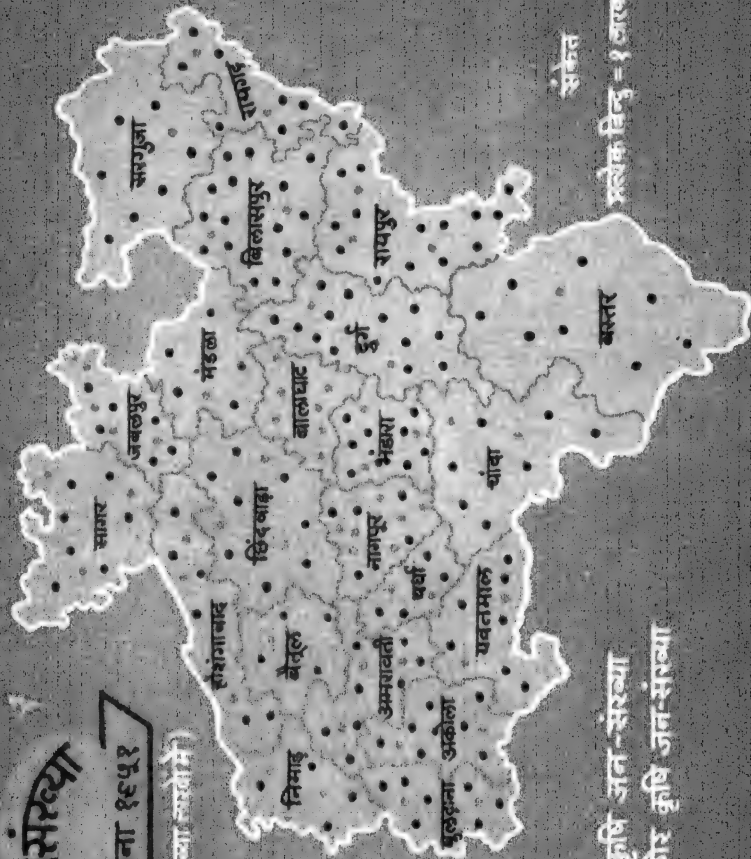 संख्या
ना १९५१
सागर
जबलपुर
सरगुजा
रायगढ़
बिलासपुर
मंडला
होशंगाबाद
छिंदवाड़ा
बालाघाट
रायपुर
दुर्ग
बैतूल
निमाड़
नागपुर
भंडारा
वर्धा
अमरावती
अकोला
बुलढाना
यवतमाल
चांदा
बस्तर
संकेत
प्रत्येक बिन्दु = १ लाख
कृषि जन-संख्या
कृषि जन-संख्या